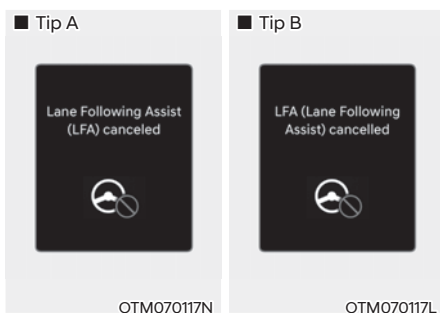 ■ Tip A
Lane Following Assist
(LFA) canceled
OTM070117N
■ Tip B
LFA (Lane Following
Assist) cancelled
OTM070117L